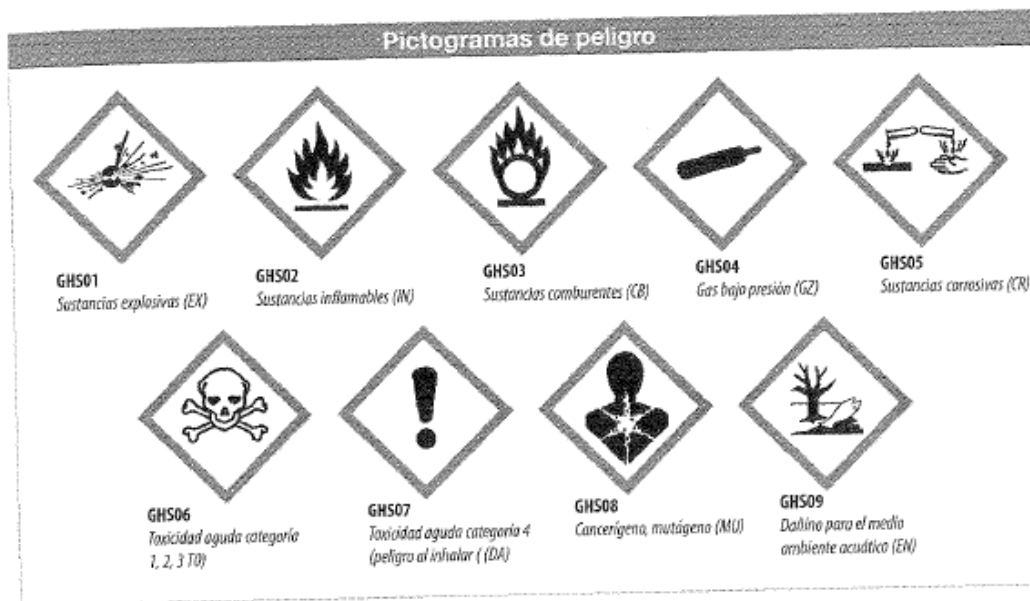 Pictogramas de peligro
GHS01
Sustancias explosivas (EX)
GHS02
Sustancias inflamables (IN)
GHS03
Sustancias comburentes (CB)
GHS04
Gas bajo presión (GZ)
GHS05
Sustancias corrosivas (CR)
GHS06
Toxicidad aguda categoría
1, 2, 3 T0)
GHS07
Toxicidad aguda categoría 4
(peligro al inhalar ( (DA)
GHS08
Cancerígeno, mutágeno (MU)
GHS09
Dañino para el medio
ambiente acuático (EN)